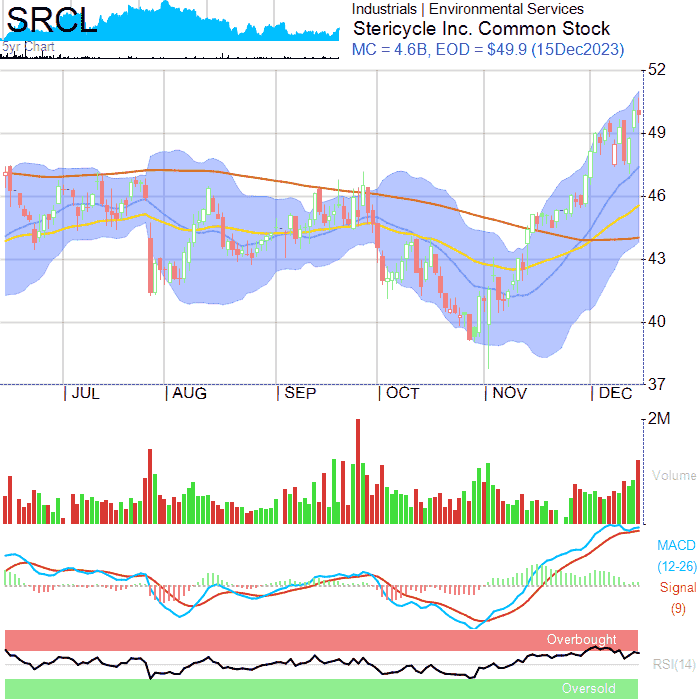 SRCL
5yr Chart
Industrials | Environmental Services
Stericycle Inc. Common Stock
MC = 4.6B, EOD = $49.9 (15Dec2023)
52
49
46
43
40
37
JUL AUG SEP OCT NOV DEC
2M
Volume
MACD
(12-26)
Signal
(9)
Overbought
RSI(14)
Oversold